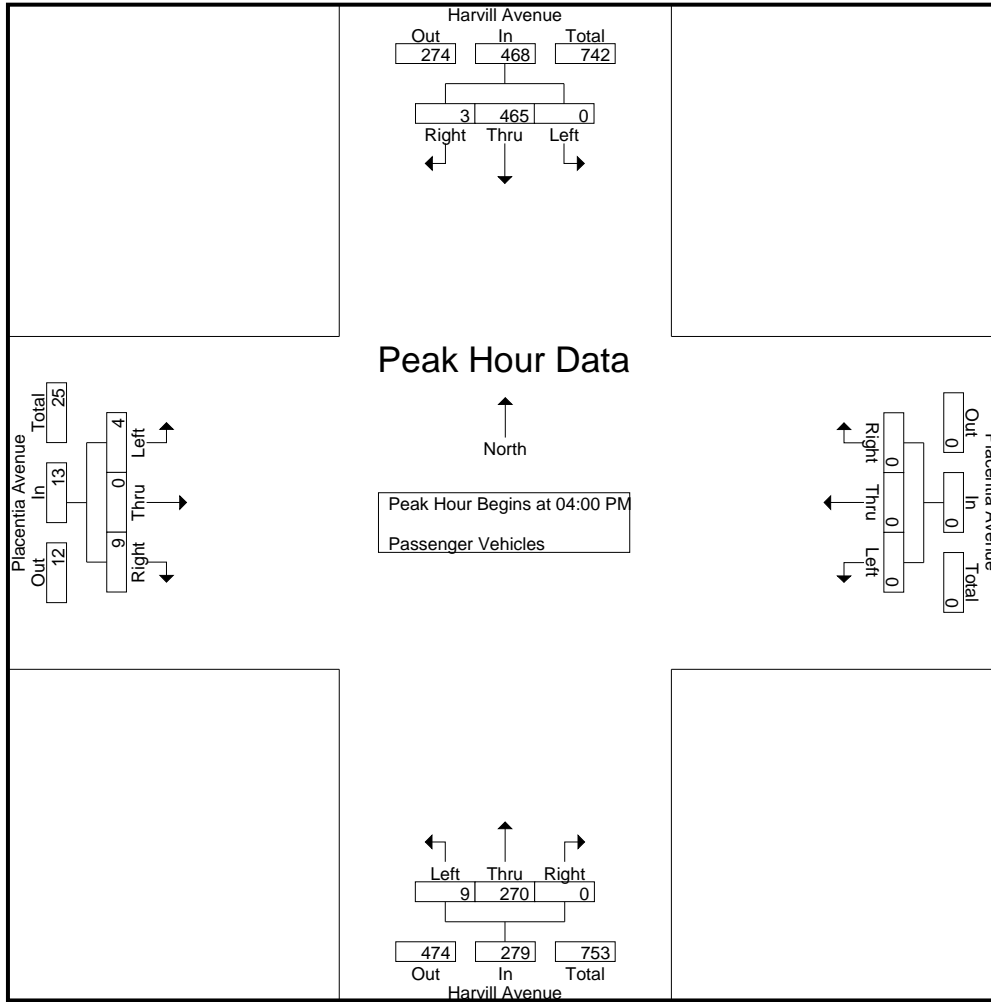 Harvill Avenue
Out In Total
274 468 742
3 465 0
Right Thru Left
Peak Hour Data
North
Peak Hour Begins at 04:00 PM
Passenger Vehicles
Placentia Avenue
Total In Out
25 13 12
4 0 9
Left Thru Right
Placentia Avenue
Out In Total
0 0 0
Right Thru Left
0 0 0
Left Thru Right
9 270 0
474 279 753
Out In Total
Harvill Avenue